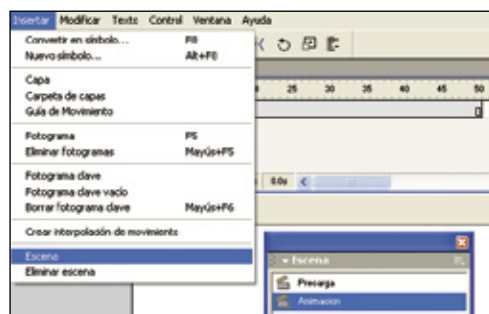 Insertar Modificar Texto Control Ventana Ayuda
Convertir en símbolo... F8
Nuevo símbolo... Alt+F8
Capa
Carpeta de capas
Guía de Movimiento
Fotograma F5
Eliminar fotogramas Mayús+F5
Fotograma clave
Fotograma clave vacío
Borrar fotograma clave Mayús+F6
Crear interpolación de movimiento
Escena
Eliminar escena
25 30 35 40 45 50
0.0s
Escena
Precarga
Animacion